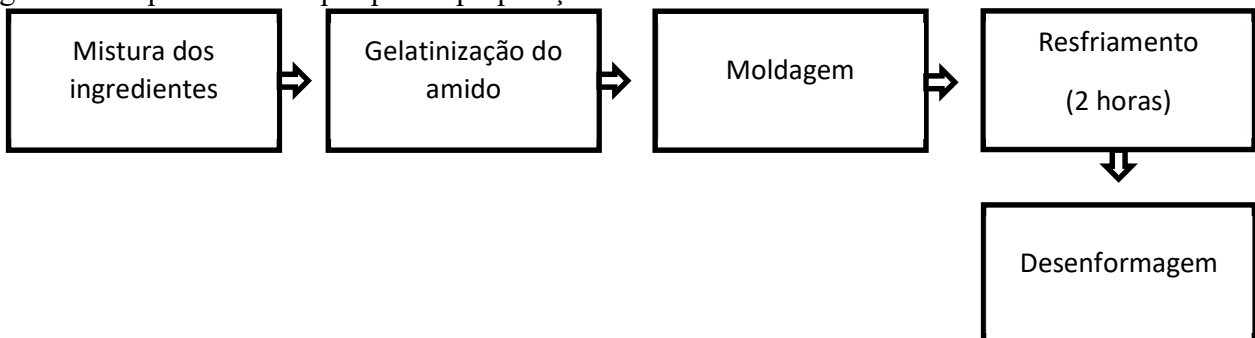 Mistura dos
ingredientes
Gelatinização do
amido
Moldagem
Resfriamento
(2 horas)
Desenformagem